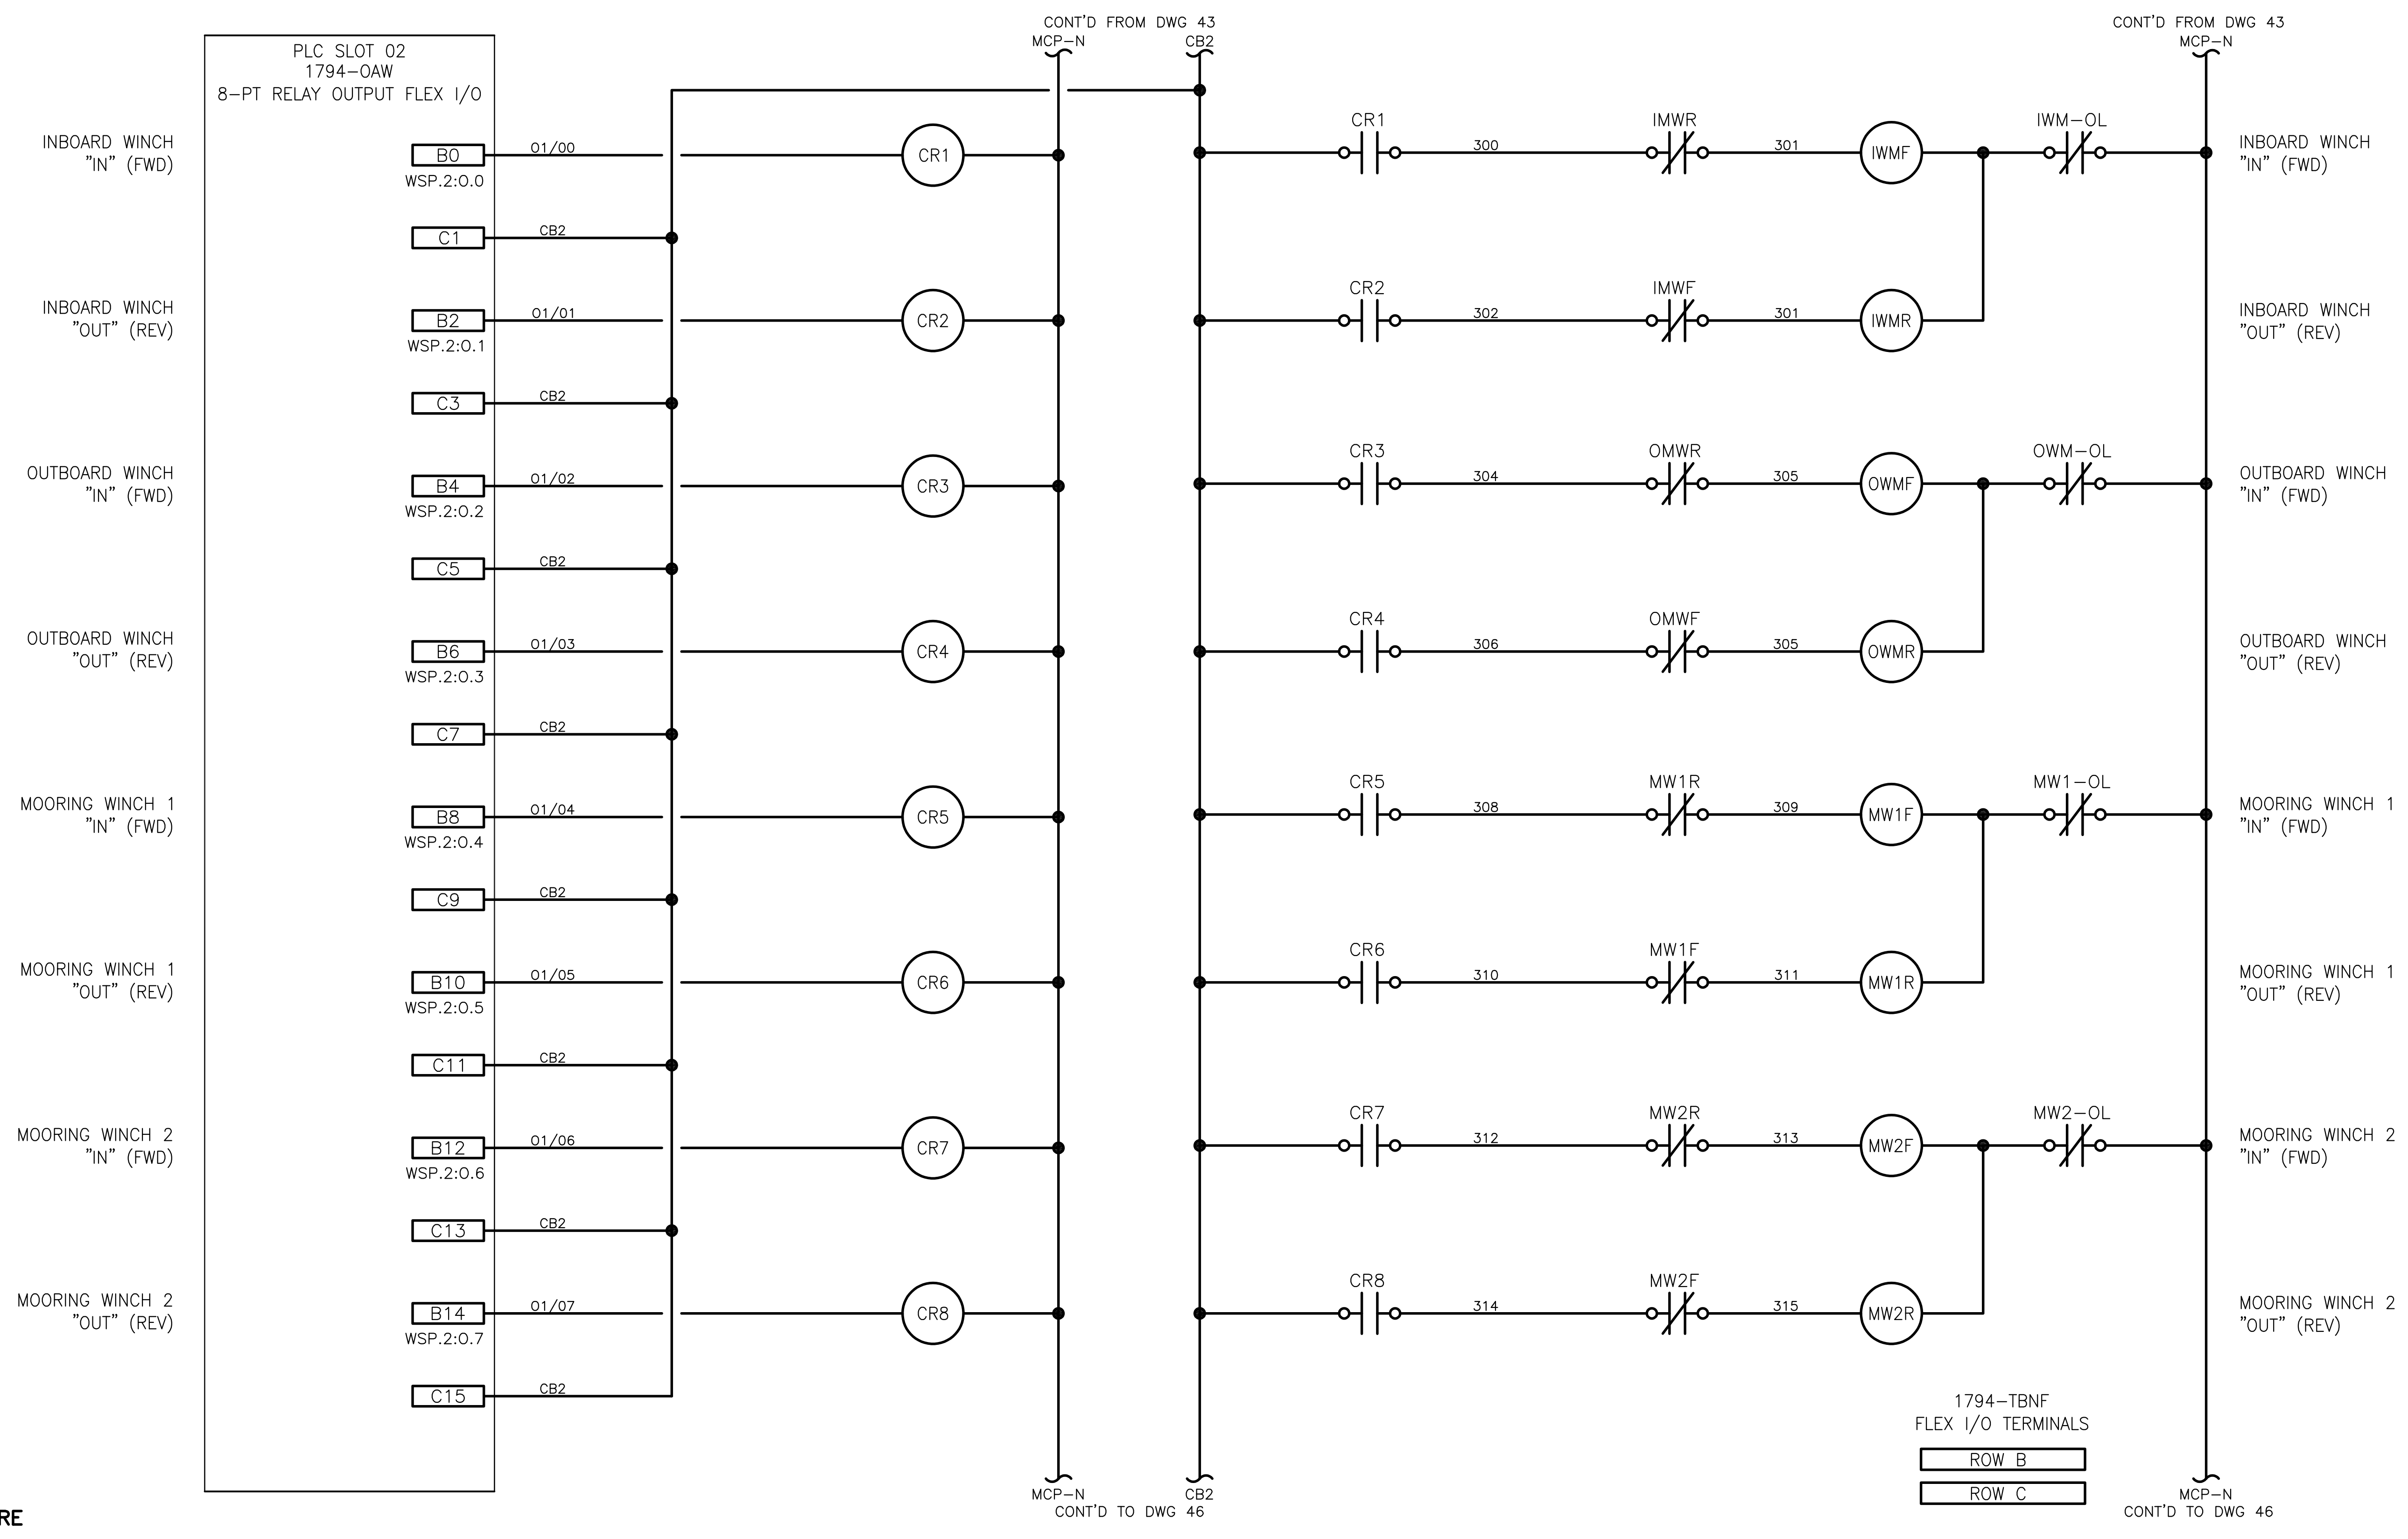 CONT'D FROM DWG 43
MCP-N
CB2
CONT'D FROM DWG 43
MCP-N
PLC SLOT 02
1794-OAW
8-PT RELAY OUTPUT FLEX I/O
INBOARD WINCH
"IN" (FWD)
B0
O1/00
WSP.2:O.0
CR1
CR1
300
IMWR
301
IWMF
IWM-OL
INBOARD WINCH
"IN" (FWD)
C1
CB2
INBOARD WINCH
"OUT" (REV)
B2
O1/01
WSP.2:O.1
CR2
CR2
302
IMWF
301
IWMR
INBOARD WINCH
"OUT" (REV)
C3
CB2
OUTBOARD WINCH
"IN" (FWD)
B4
O1/02
WSP.2:O.2
CR3
CR3
304
OMWR
305
OWMF
OWM-OL
OUTBOARD WINCH
"IN" (FWD)
C5
CB2
OUTBOARD WINCH
"OUT" (REV)
B6
O1/03
WSP.2:O.3
CR4
CR4
306
OMWF
305
OWMR
OUTBOARD WINCH
"OUT" (REV)
C7
CB2
MOORING WINCH 1
"IN" (FWD)
B8
O1/04
WSP.2:O.4
CR5
CR5
308
MW1R
309
MW1F
MW1-OL
MOORING WINCH 1
"IN" (FWD)
C9
CB2
MOORING WINCH 1
"OUT" (REV)
B10
O1/05
WSP.2:O.5
CR6
CR6
310
MW1F
311
MW1R
MOORING WINCH 1
"OUT" (REV)
C11
CB2
MOORING WINCH 2
"IN" (FWD)
B12
O1/06
WSP.2:O.6
CR7
CR7
312
MW2R
313
MW2F
MW2-OL
MOORING WINCH 2
"IN" (FWD)
C13
CB2
MOORING WINCH 2
"OUT" (REV)
B14
O1/07
WSP.2:O.7
CR8
CR8
314
MW2F
315
MW2R
MOORING WINCH 2
"OUT" (REV)
C15
CB2
1794-TBNF
FLEX I/O TERMINALS
ROW B
ROW C
MCP-N
CB2
CONT'D TO DWG 46
MCP-N
CONT'D TO DWG 46
RE